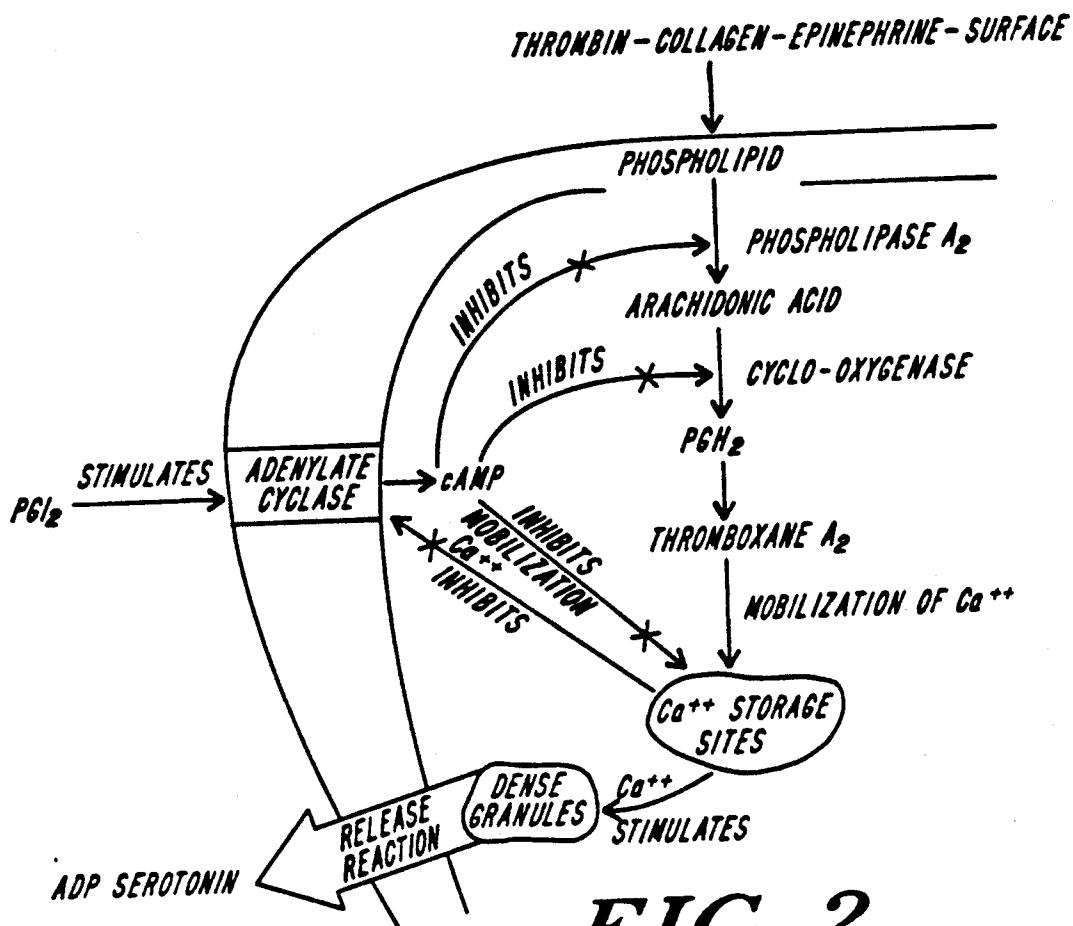 THROMBIN-COLLAGEN-EPINEPHRINE-SURFACE
PHOSPHOLIPID
PHOSPHOLIPASE A2
INHIBITS
ARACHIDONIC ACID
INHIBITS
CYCLO-OXYGENASE
PGH2
STIMULATES
PGI2
ADENYLATE
CYCLASE
cAMP
INHIBITS
MOBILIZATION
Ca++
INHIBITS
THROMBOXANE A2
MOBILIZATION OF Ca++
Ca++ STORAGE
SITES
Ca++
STIMULATES
DENSE
GRANULES
RELEASE
REACTION
ADP SEROTONIN
FIG. 2